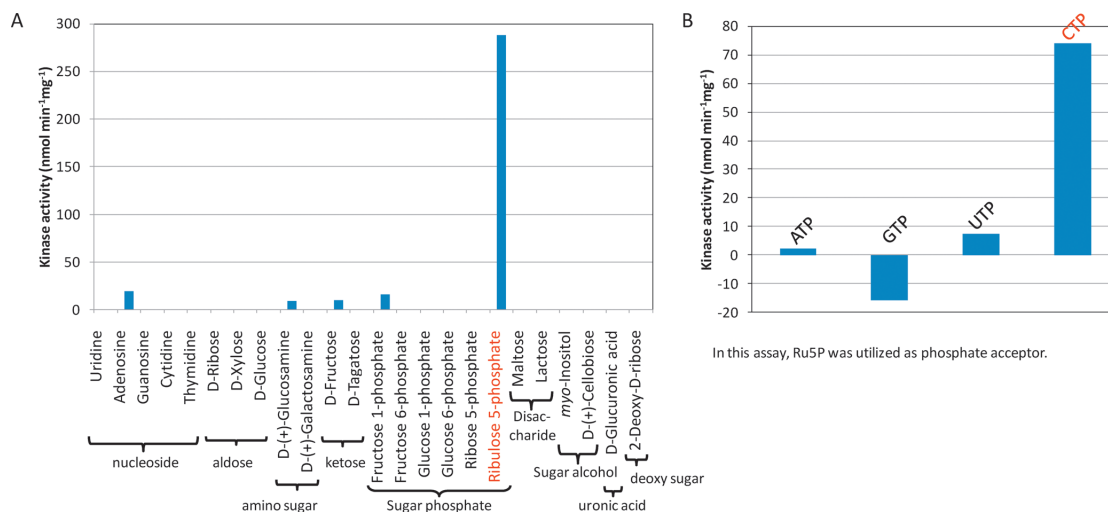 A
Kinase activity (nmol min⁻¹mg⁻¹)
300
250
200
150
100
50
0
Uridine
Adenosine
Guanosine
Cytidine
Thymidine
D-Ribose
D-Xylose
D-Glucose
D-(+)-Glucosamine
D-(+)-Galactosamine
D-Fructose
D-Tagatose
Fructose 1-phosphate
Fructose 6-phosphate
Glucose 1-phosphate
Glucose 6-phosphate
Ribose 5-phosphate
Ribulose 5-phosphate
Maltose
Lactose
myo-Inositol
D-(+)-Cellobiose
D-Glucuronic acid
2-Deoxy-D-ribose
nucleoside
aldose
amino sugar
ketose
Sugar phosphate
Disac-
charide
Sugar alcohol
uronic acid
deoxy sugar
B
Kinase activity (nmol min⁻¹mg⁻¹)
80
70
60
50
40
30
20
10
0
-10
-20
ATP
GTP
UTP
CTP
In this assay, Ru5P was utilized as phosphate acceptor.